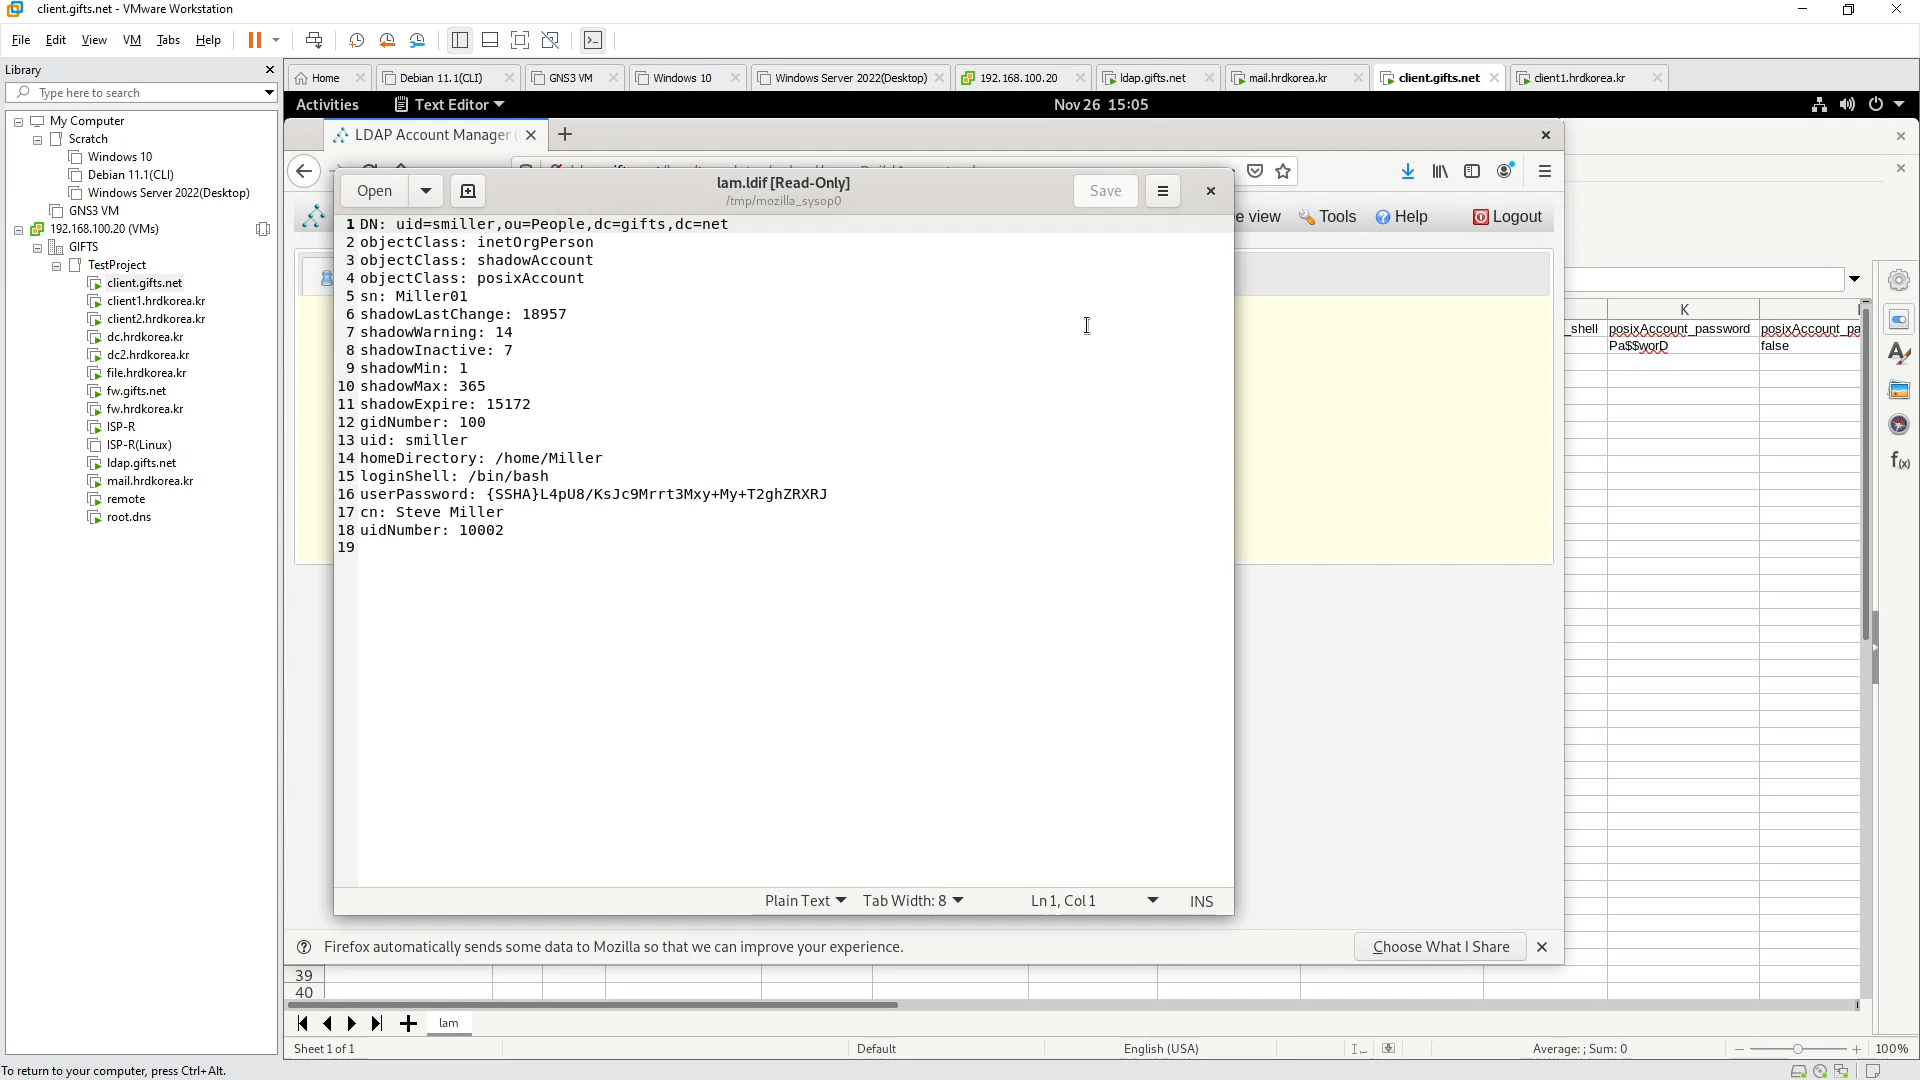 client.gifts.net - VMware Workstation
File Edit View VM Tabs Help
Library
Type here to search
My Computer
Scratch
Windows 10
Debian 11.1(CLI)
Windows Server 2022(Desktop)
GNS3 VM
192.168.100.20 (VMs)
GIFTS
TestProject
client.gifts.net
client1.hrdkorea.kr
client2.hrdkorea.kr
dc.hrdkorea.kr
dc2.hrdkorea.kr
file.hrdkorea.kr
fw.gifts.net
fw.hrdkorea.kr
ISP-R
ISP-R(Linux)
ldap.gifts.net
mail.hrdkorea.kr
remote
root.dns
Home Debian 11.1(CLI) GNS3 VM Windows 10 Windows Server 2022(Desktop) 192.168.100.20 ldap.gifts.net mail.hrdkorea.kr client.gifts.net client1.hrdkorea.kr
Activities Text Editor Nov 26 15:05
LDAP Account Manager (
Open lam.ldif [Read-Only] Save
/tmp/mozilla_sysop0
e view Tools Help Logout
1 DN: uid=smiller,ou=People,dc=gifts,dc=net
2 objectClass: inetOrgPerson
3 objectClass: shadowAccount
4 objectClass: posixAccount
5 sn: Miller01
6 shadowLastChange: 18957
7 shadowWarning: 14
8 shadowInactive: 7
9 shadowMin: 1
10 shadowMax: 365
11 shadowExpire: 15172
12 gidNumber: 100
13 uid: smiller
14 homeDirectory: /home/Miller
15 loginShell: /bin/bash
16 userPassword: {SSHA}L4pU8/KsJc9Mrrt3Mxy+My+T2ghZRXRJ
17 cn: Steve Miller
18 uidNumber: 10002
19
Plain Text Tab Width: 8 Ln 1, Col 1 INS
K
_shell posixAccount_password posixAccount_pa
Pa$$worD false
Firefox automatically sends some data to Mozilla so that we can improve your experience. Choose What I Share
39
40
lam
Sheet 1 of 1 Default English (USA) Average: ; Sum: 0 100%
To return to your computer, press Ctrl+Alt.